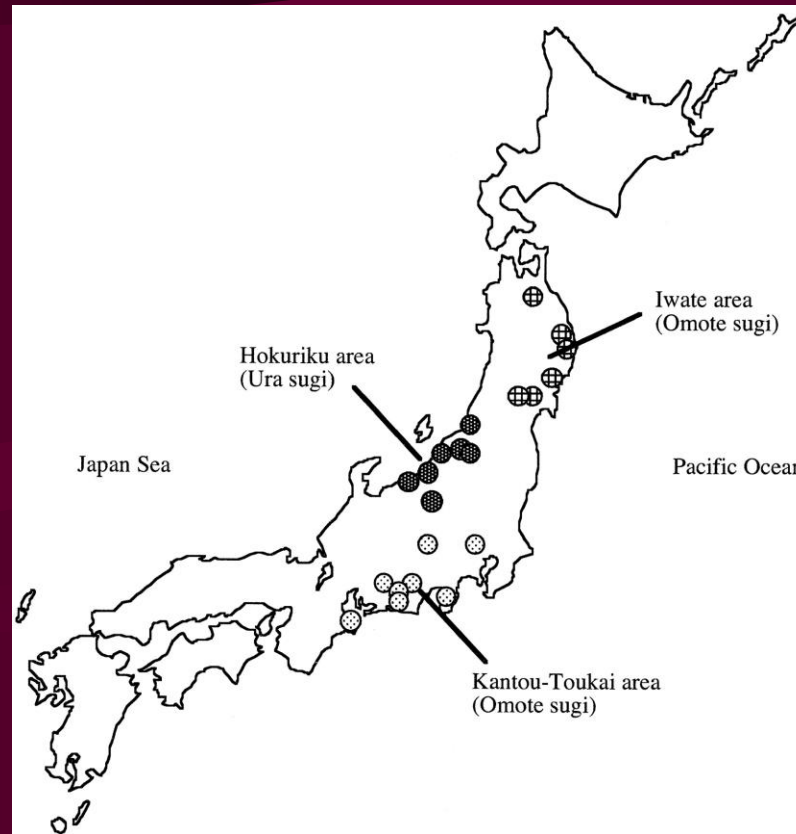 Iwate area
(Omote sugi)
Hokuriku area
(Ura sugi)
Japan Sea
Pacific Ocean
Kantou-Toukai area
(Omote sugi)